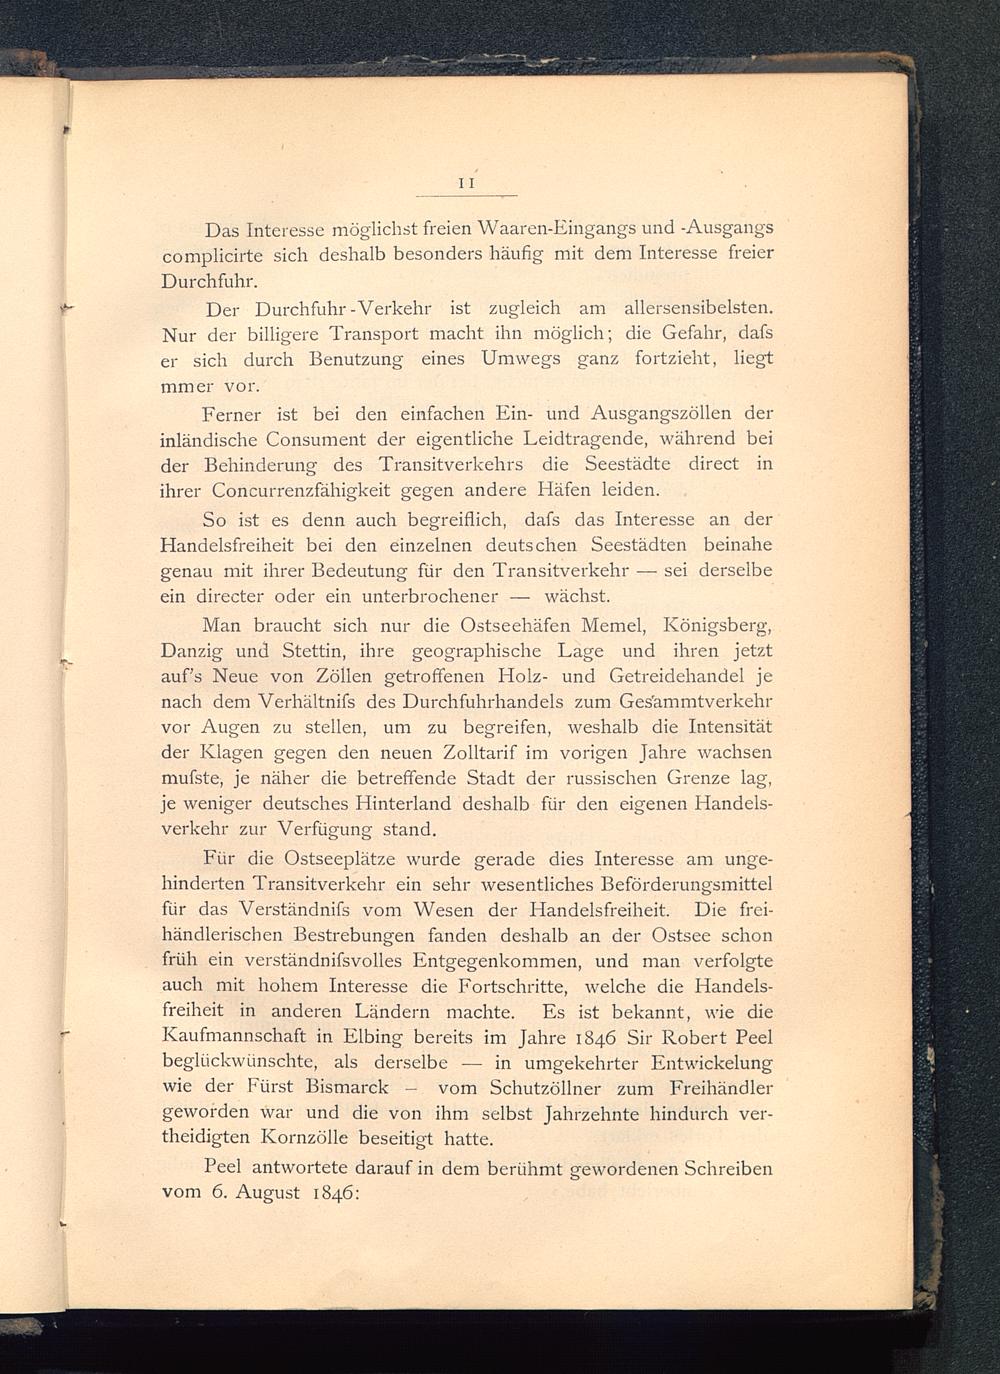 11
Das Interesse möglichst freien Waaren-Eingangs und -Ausgangs
complicirte sich deshalb besonders häufig mit dem Interesse freier
Durchfuhr.
Der Durchfuhr-Verkehr ist zugleich am allersensibelsten.
Nur der billigere Transport macht ihn möglich; die Gefahr, daſs
er sich durch Benutzung eines Umwegs ganz fortzieht, liegt
mmer vor.
Ferner ist bei den einfachen Ein- und Ausgangszöllen der
inländische Consument der eigentliche Leidtragende, während bei
der Behinderung des Transitverkehrs die Seestädte direct in
ihrer Concurrenzfähigkeit gegen andere Häfen leiden.
So ist es denn auch begreiflich, daſs das Interesse an der
Handelsfreiheit bei den einzelnen deutschen Seestädten beinahe
genau mit ihrer Bedeutung für den Transitverkehr — sei derselbe
ein directer oder ein unterbrochener — wächst.
Man braucht sich nur die Ostseehäfen Memel, Königsberg,
Danzig und Stettin, ihre geographische Lage und ihren jetzt
auf's Neue von Zöllen getroffenen Holz- und Getreidehandel je
nach dem Verhältniſs des Durchfuhrhandels zum Gesammtverkehr
vor Augen zu stellen, um zu begreifen, weshalb die Intensität
der Klagen gegen den neuen Zolltarif im vorigen Jahre wachsen
muſste, je näher die betreffende Stadt der russischen Grenze lag,
je weniger deutsches Hinterland deshalb für den eigenen Handels-
verkehr zur Verfügung stand.
Für die Ostseeplätze wurde gerade dies Interesse am unge-
hinderten Transitverkehr ein sehr wesentliches Beförderungsmittel
für das Verständniſs vom Wesen der Handelsfreiheit. Die frei-
händlerischen Bestrebungen fanden deshalb an der Ostsee schon
früh ein verständniſsvolles Entgegenkommen, und man verfolgte
auch mit hohem Interesse die Fortschritte, welche die Handels-
freiheit in anderen Ländern machte. Es ist bekannt, wie die
Kaufmannschaft in Elbing bereits im Jahre 1846 Sir Robert Peel
beglückwünschte, als derselbe — in umgekehrter Entwickelung
wie der Fürst Bismarck — vom Schutzöllner zum Freihändler
geworden war und die von ihm selbst Jahrzehnte hindurch ver-
theidigten Kornzölle beseitigt hatte.
Peel antwortete darauf in dem berühmt gewordenen Schreiben
vom 6. August 1846: